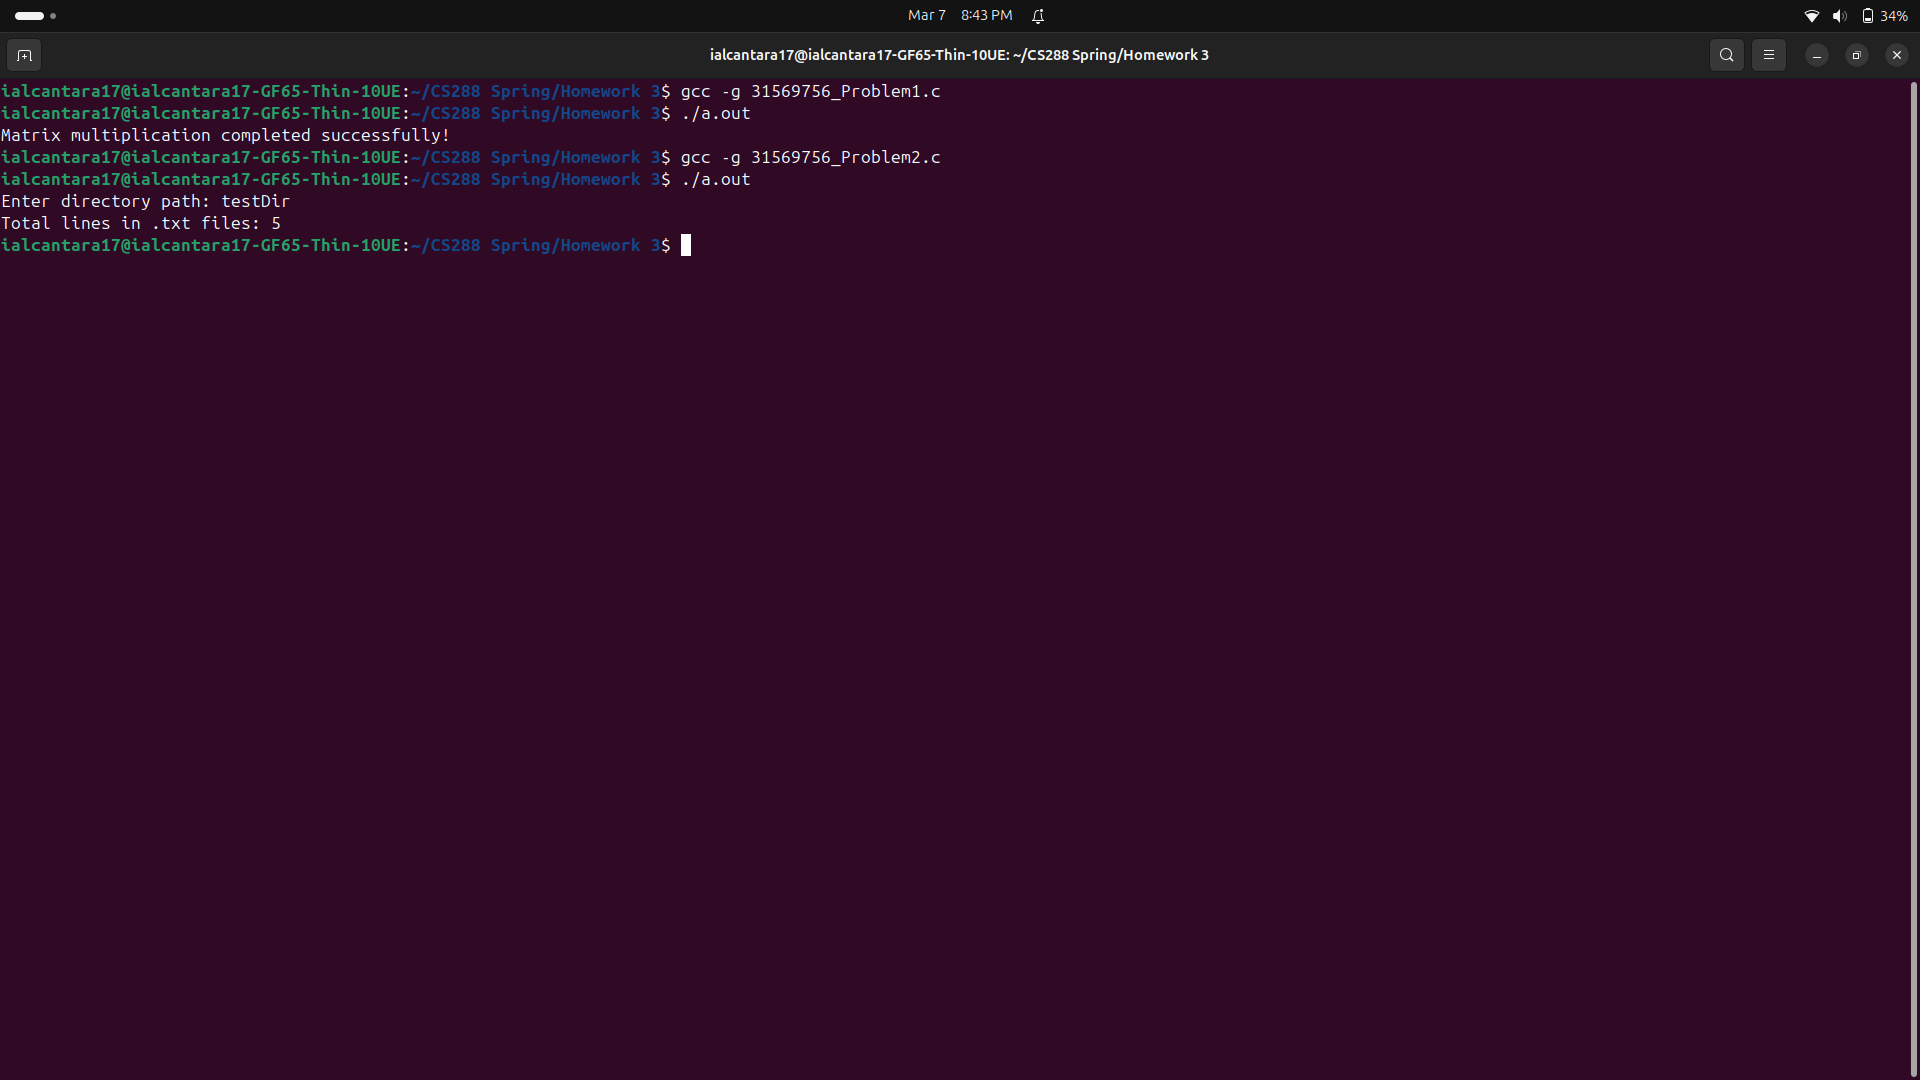 Mar 7 8:43 PM 34%
ialcantara17@ialcantara17-GF65-Thin-10UE: ~/CS288 Spring/Homework 3
ialcantara17@ialcantara17-GF65-Thin-10UE:~/CS288 Spring/Homework 3$ gcc -g 31569756_Problem1.c
ialcantara17@ialcantara17-GF65-Thin-10UE:~/CS288 Spring/Homework 3$ ./a.out
Matrix multiplication completed successfully!
ialcantara17@ialcantara17-GF65-Thin-10UE:~/CS288 Spring/Homework 3$ gcc -g 31569756_Problem2.c
ialcantara17@ialcantara17-GF65-Thin-10UE:~/CS288 Spring/Homework 3$ ./a.out
Enter directory path: testDir
Total lines in .txt files: 5
ialcantara17@ialcantara17-GF65-Thin-10UE:~/CS288 Spring/Homework 3$